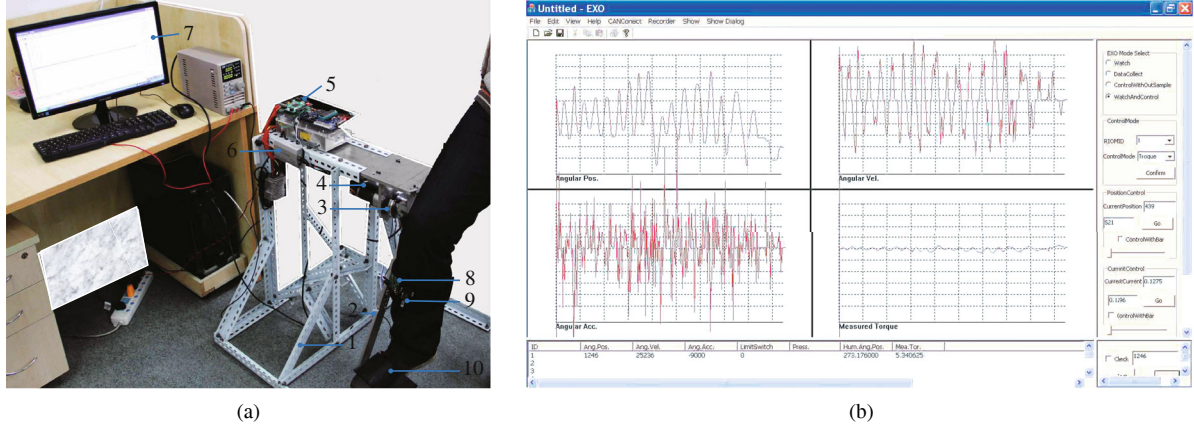 7
5
6
4
3
8
9
2
1
10
(a)
Untitled - EXO
File Edit View Help CANConect Recorder Show Show Dialog
Angular Pos.
Angular Vel.
Angular Acc.
Measured Torque
EXO Mode Select
Watch
DataCollect
ControlWithOutSample
WatchAndControl
ControlMode
RIOMID 1
ControlMode Troque
Confirm
PositionControl
CurrentPosition 439
521 Go
ControlWithBar
CurrentControl
CurrentCurrent 0.1275
0.1196 Go
ControlWithBar
ID Ang.Pos. Ang.Vel. Ang.Acc. LimitSwitch Press. Hum.Ang.Pos. Mea.Tor.
1 1246 25236 -9000 0 273.176000 5.340625
2
3
Clock 1246
(b)